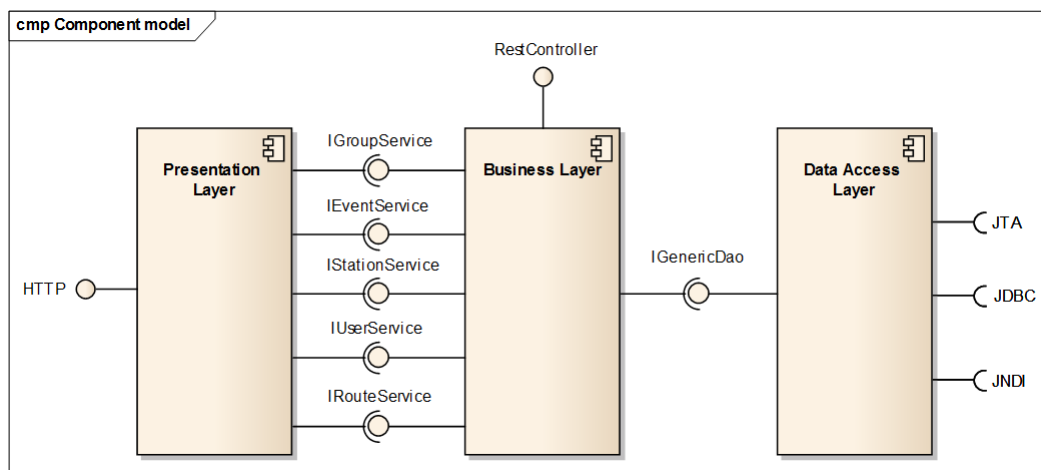 cmp Component model
RestController
Presentation
Layer
IGroupService
Business Layer
Data Access
Layer
IEventService
JTA
IStationService
IGenericDao
HTTP
JDBC
IUserService
JNDI
IRouteService